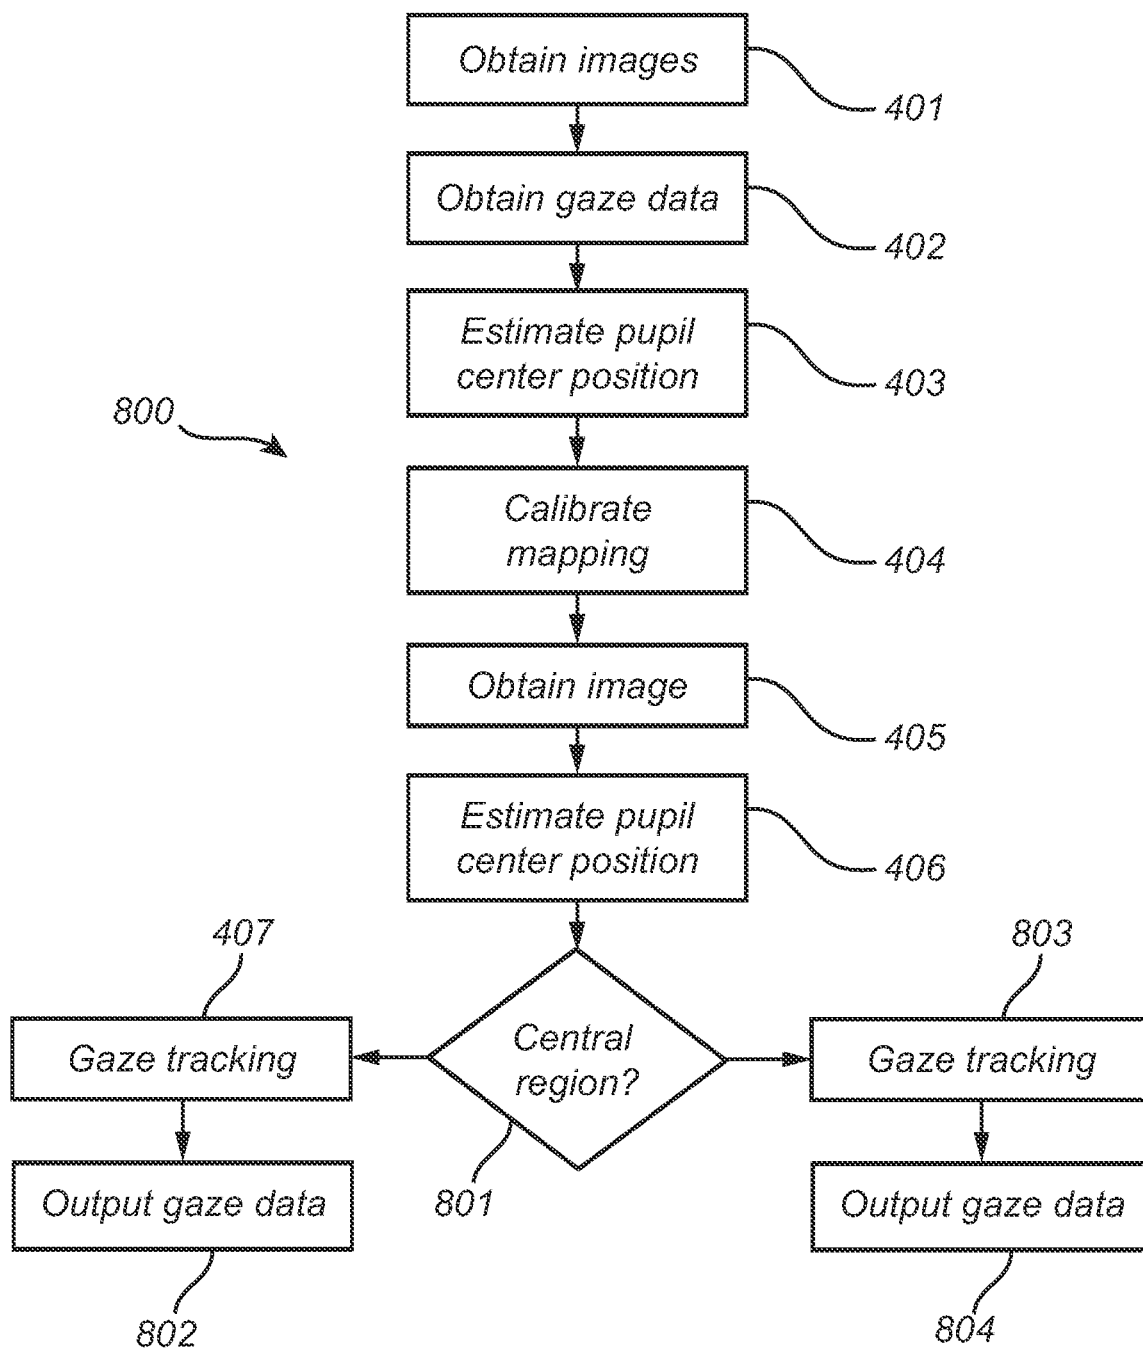 Obtain images
401
Obtain gaze data
402
Estimate pupil
center position
403
800
Calibrate
mapping
404
Obtain image
405
Estimate pupil
center position
406
407
803
Gaze tracking
Central
region?
Gaze tracking
801
Output gaze data
Output gaze data
802
804